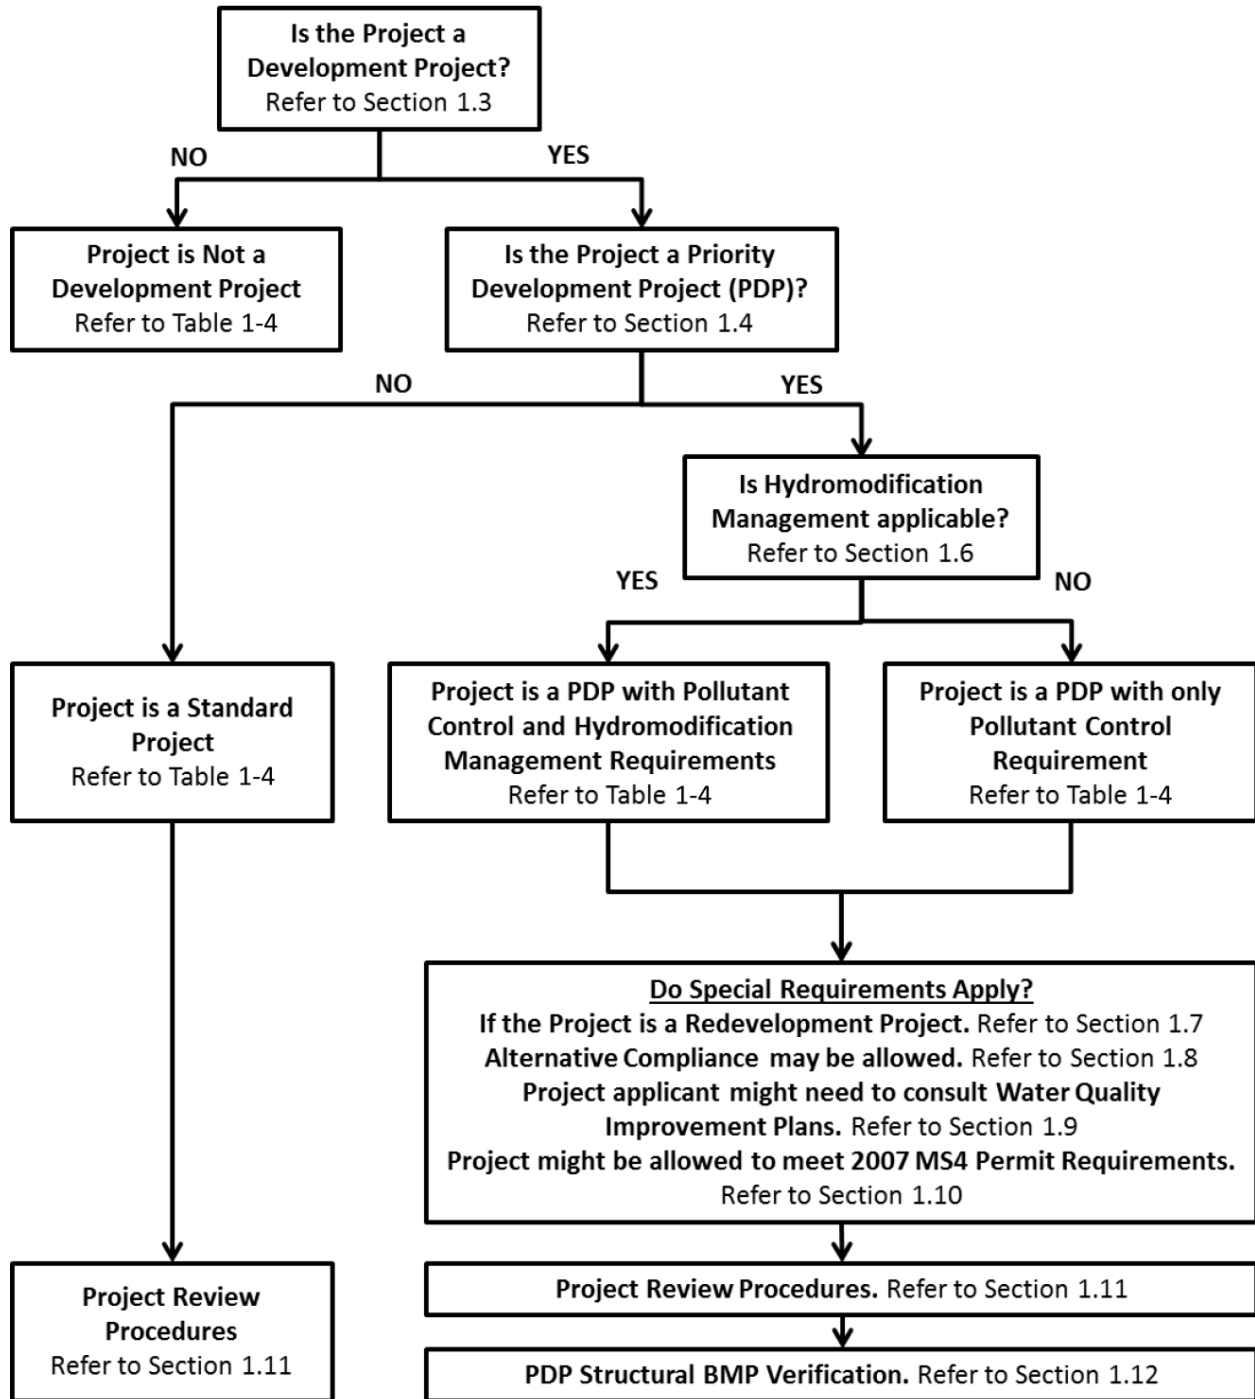 Is the Project a
Development Project?
Refer to Section 1.3
NO
YES
Project is Not a
Development Project
Refer to Table 1-4
Is the Project a Priority
Development Project (PDP)?
Refer to Section 1.4
NO
YES
Is Hydromodification
Management applicable?
Refer to Section 1.6
YES
NO
Project is a Standard
Project
Refer to Table 1-4
Project is a PDP with Pollutant
Control and Hydromodification
Management Requirements
Refer to Table 1-4
Project is a PDP with only
Pollutant Control
Requirement
Refer to Table 1-4
Do Special Requirements Apply?
If the Project is a Redevelopment Project. Refer to Section 1.7
Alternative Compliance may be allowed. Refer to Section 1.8
Project applicant might need to consult Water Quality
Improvement Plans. Refer to Section 1.9
Project might be allowed to meet 2007 MS4 Permit Requirements.
Refer to Section 1.10
Project Review
Procedures
Refer to Section 1.11
Project Review Procedures. Refer to Section 1.11
PDP Structural BMP Verification. Refer to Section 1.12